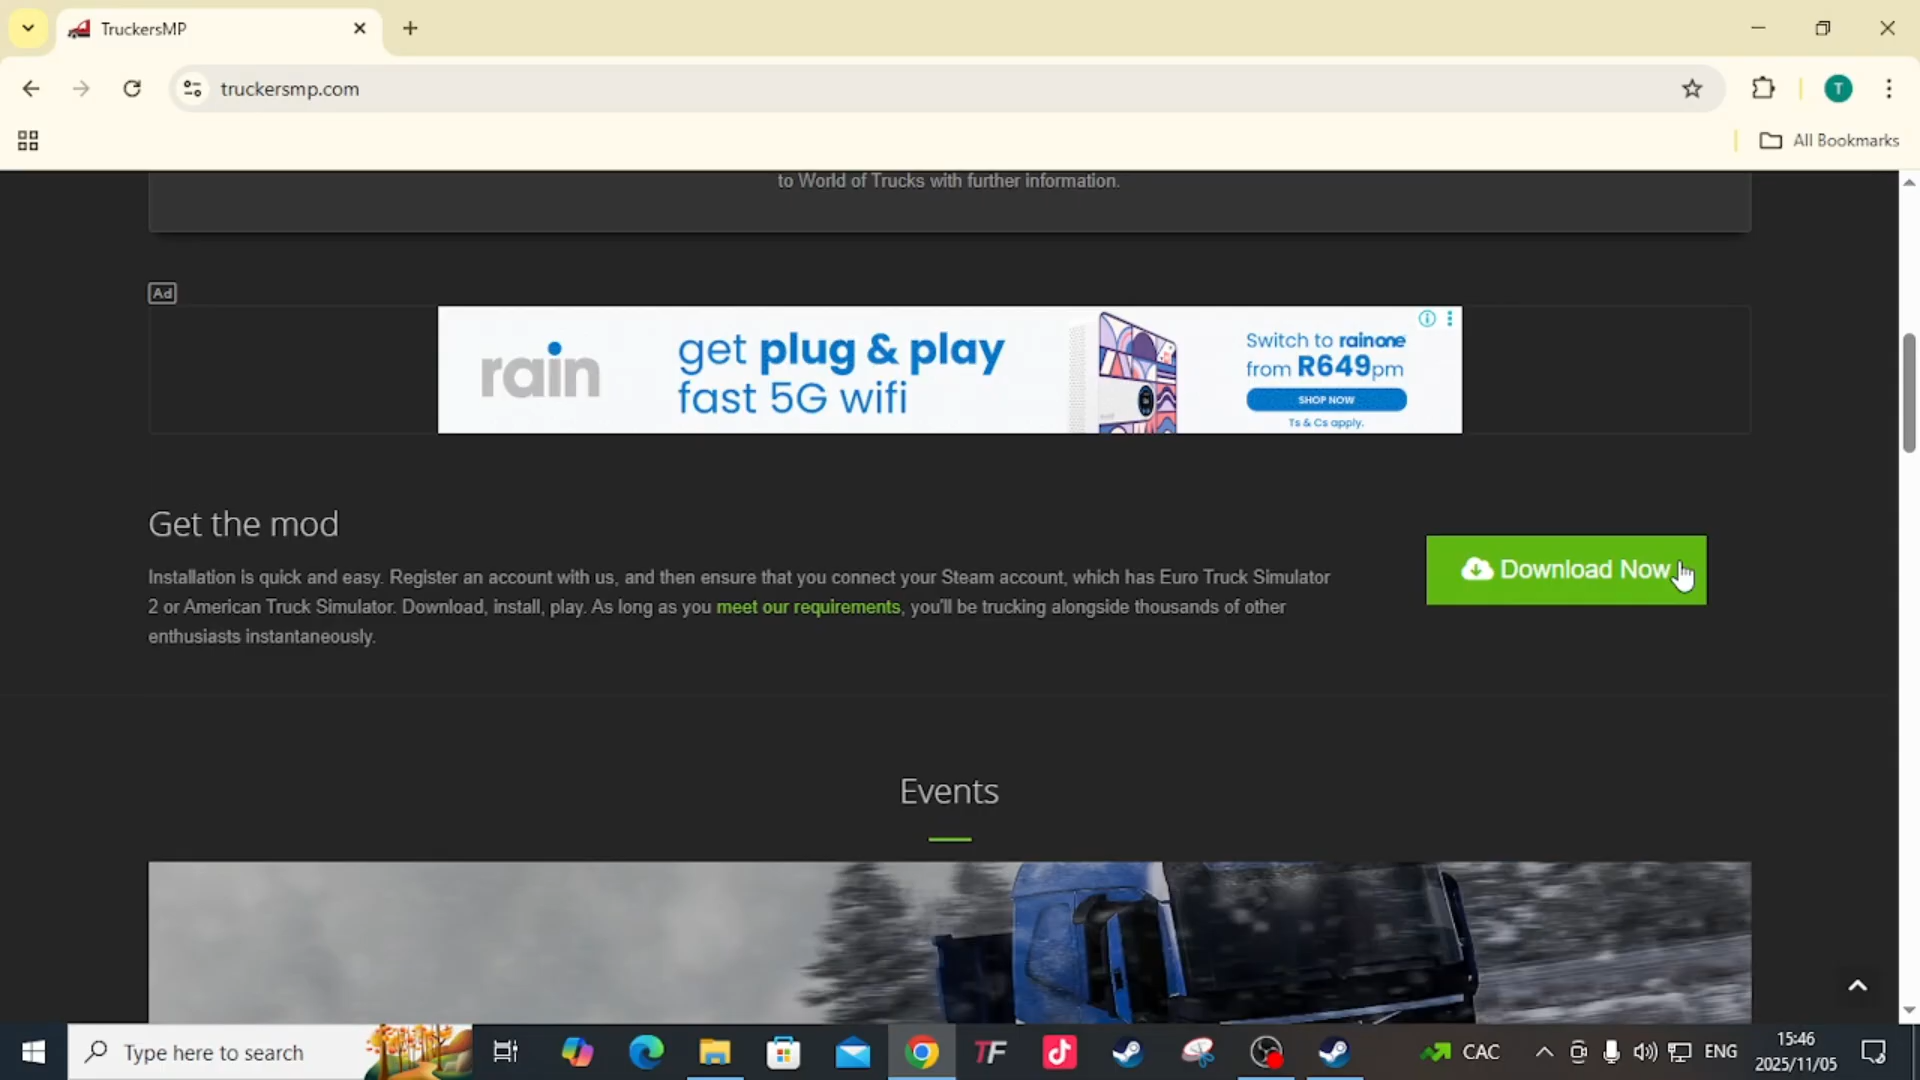 TruckersMP
truckersmp.com
All Bookmarks
to World of Trucks with further information.
Ad
rain
get plug & play
fast 5G wifi
Switch to rainone
from R649pm
SHOP NOW
Ts & Cs apply.
Get the mod
Installation is quick and easy. Register an account with us, and then ensure that you connect your Steam account, which has Euro Truck Simulator
2 or American Truck Simulator. Download, install, play. As long as you meet our requirements, you'll be trucking alongside thousands of other
enthusiasts instantaneously.
Download Now
Events
Type here to search
TF
CAC
ENG
15:46
2025/11/05
T